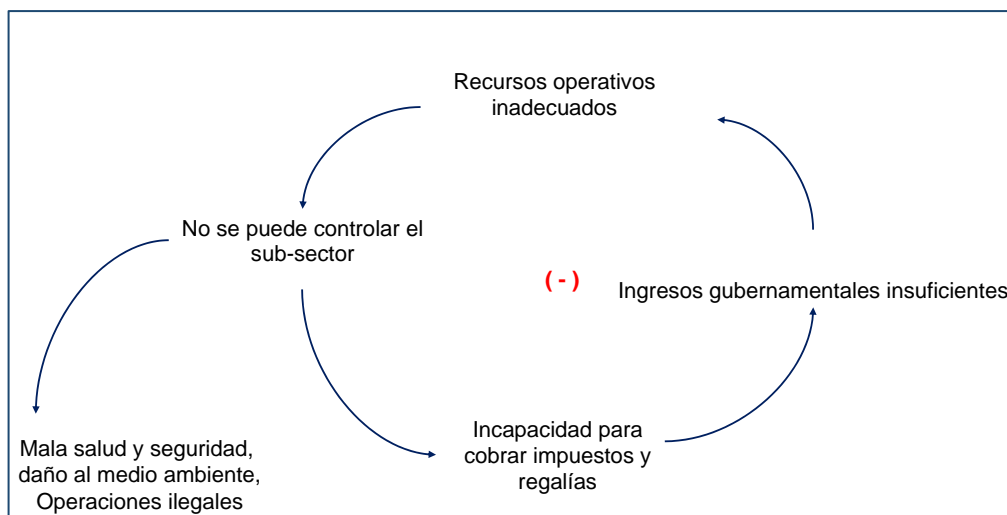 Recursos operativos
inadecuados
No se puede controlar el
sub-sector
( - )
Ingresos gubernamentales insuficientes
Incapacidad para
cobrar impuestos y
regalías
Mala salud y seguridad,
daño al medio ambiente,
Operaciones ilegales